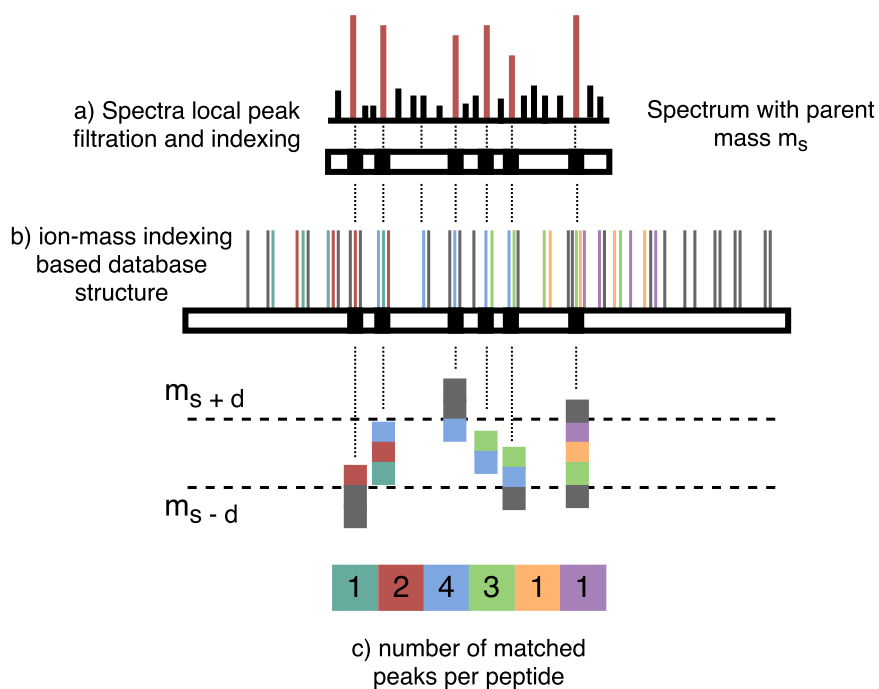 a) Spectra local peak
filtration and indexing
Spectrum with parent
mass ms
b) ion-mass indexing
based database
structure
ms + d
ms - d
1 2 4 3 1 1
c) number of matched
peaks per peptide